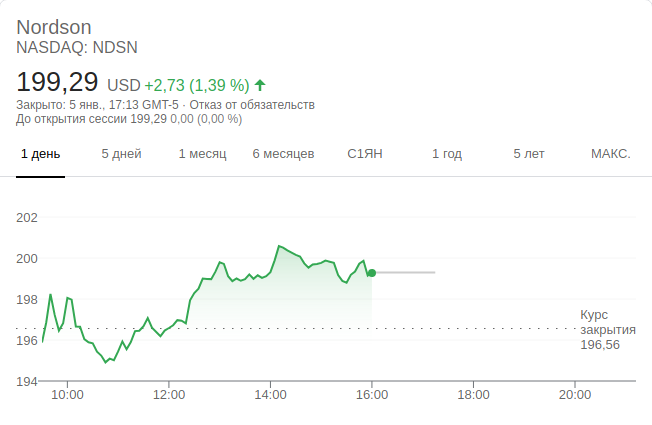 Nordson
NASDAQ: NDSN
199,29 USD +2,73 (1,39 %)
Закрыто: 5 янв., 17:13 GMT-5 · Отказ от обязательств
До открытия сессии 199,29 0,00 (0,00 %)
1 день 5 дней 1 месяц 6 месяцев С1ЯН 1 год 5 лет МАКС.
202
200
198
Курс
закрытия
196,56
196
194
10:00 12:00 14:00 16:00 18:00 20:00